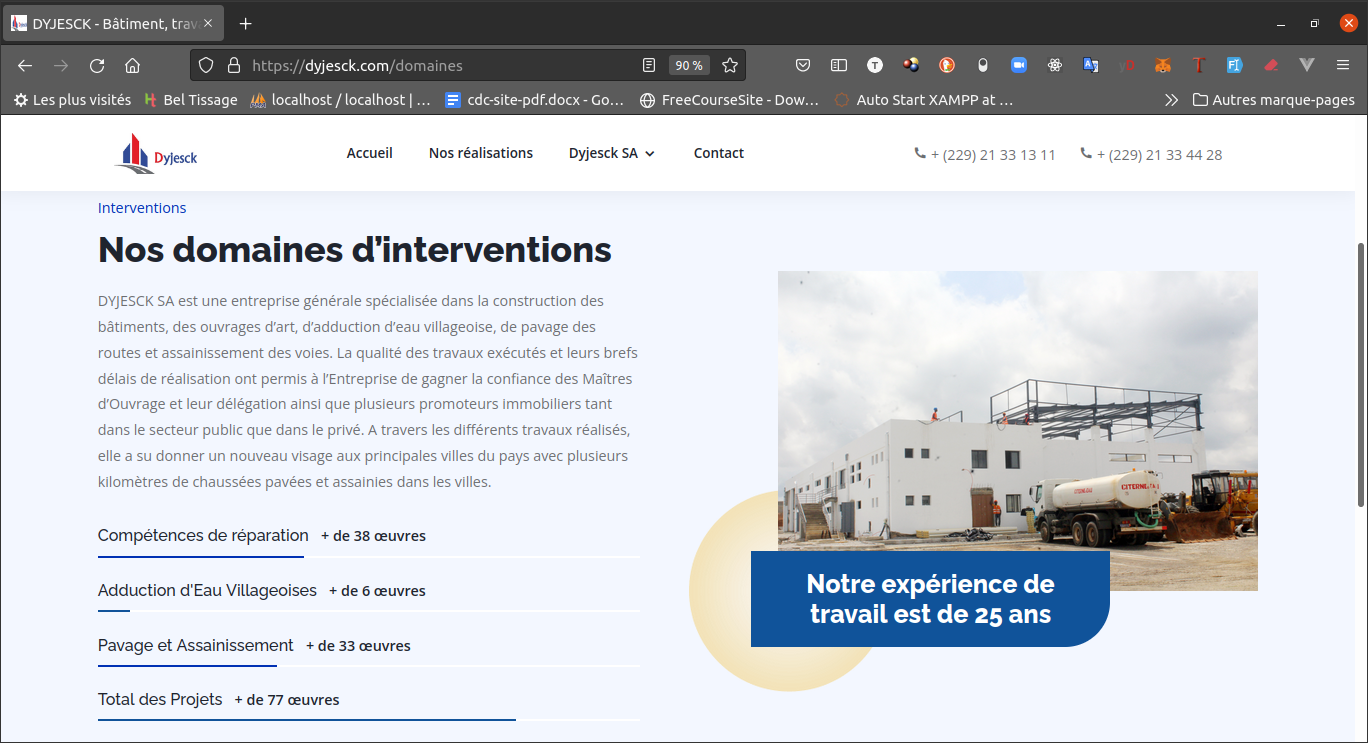 DYJESCK - Bâtiment, trav
https://dyjesck.com/domaines
90 %
Les plus visités
Bel Tissage
localhost / localhost | …
cdc-site-pdf.docx - Go…
FreeCourseSite - Dow…
Auto Start XAMPP at …
Autres marque-pages
Dyjesck
Accueil
Nos réalisations
Dyjesck SA
Contact
+ (229) 21 33 13 11
+ (229) 21 33 44 28
Interventions
Nos domaines d’interventions
DYJESCK SA est une entreprise générale spécialisée dans la construction des
bâtiments, des ouvrages d’art, d’adduction d’eau villageoise, de pavage des
routes et assainissement des voies. La qualité des travaux exécutés et leurs brefs
délais de réalisation ont permis à l’Entreprise de gagner la confiance des Maîtres
d’Ouvrage et leur délégation ainsi que plusieurs promoteurs immobiliers tant
dans le secteur public que dans le privé. A travers les différents travaux réalisés,
elle a su donner un nouveau visage aux principales villes du pays avec plusieurs
kilomètres de chaussées pavées et assainies dans les villes.
Compétences de réparation + de 38 œuvres
Adduction d'Eau Villageoises + de 6 œuvres
Pavage et Assainissement + de 33 œuvres
Total des Projets + de 77 œuvres
Notre expérience de
travail est de 25 ans